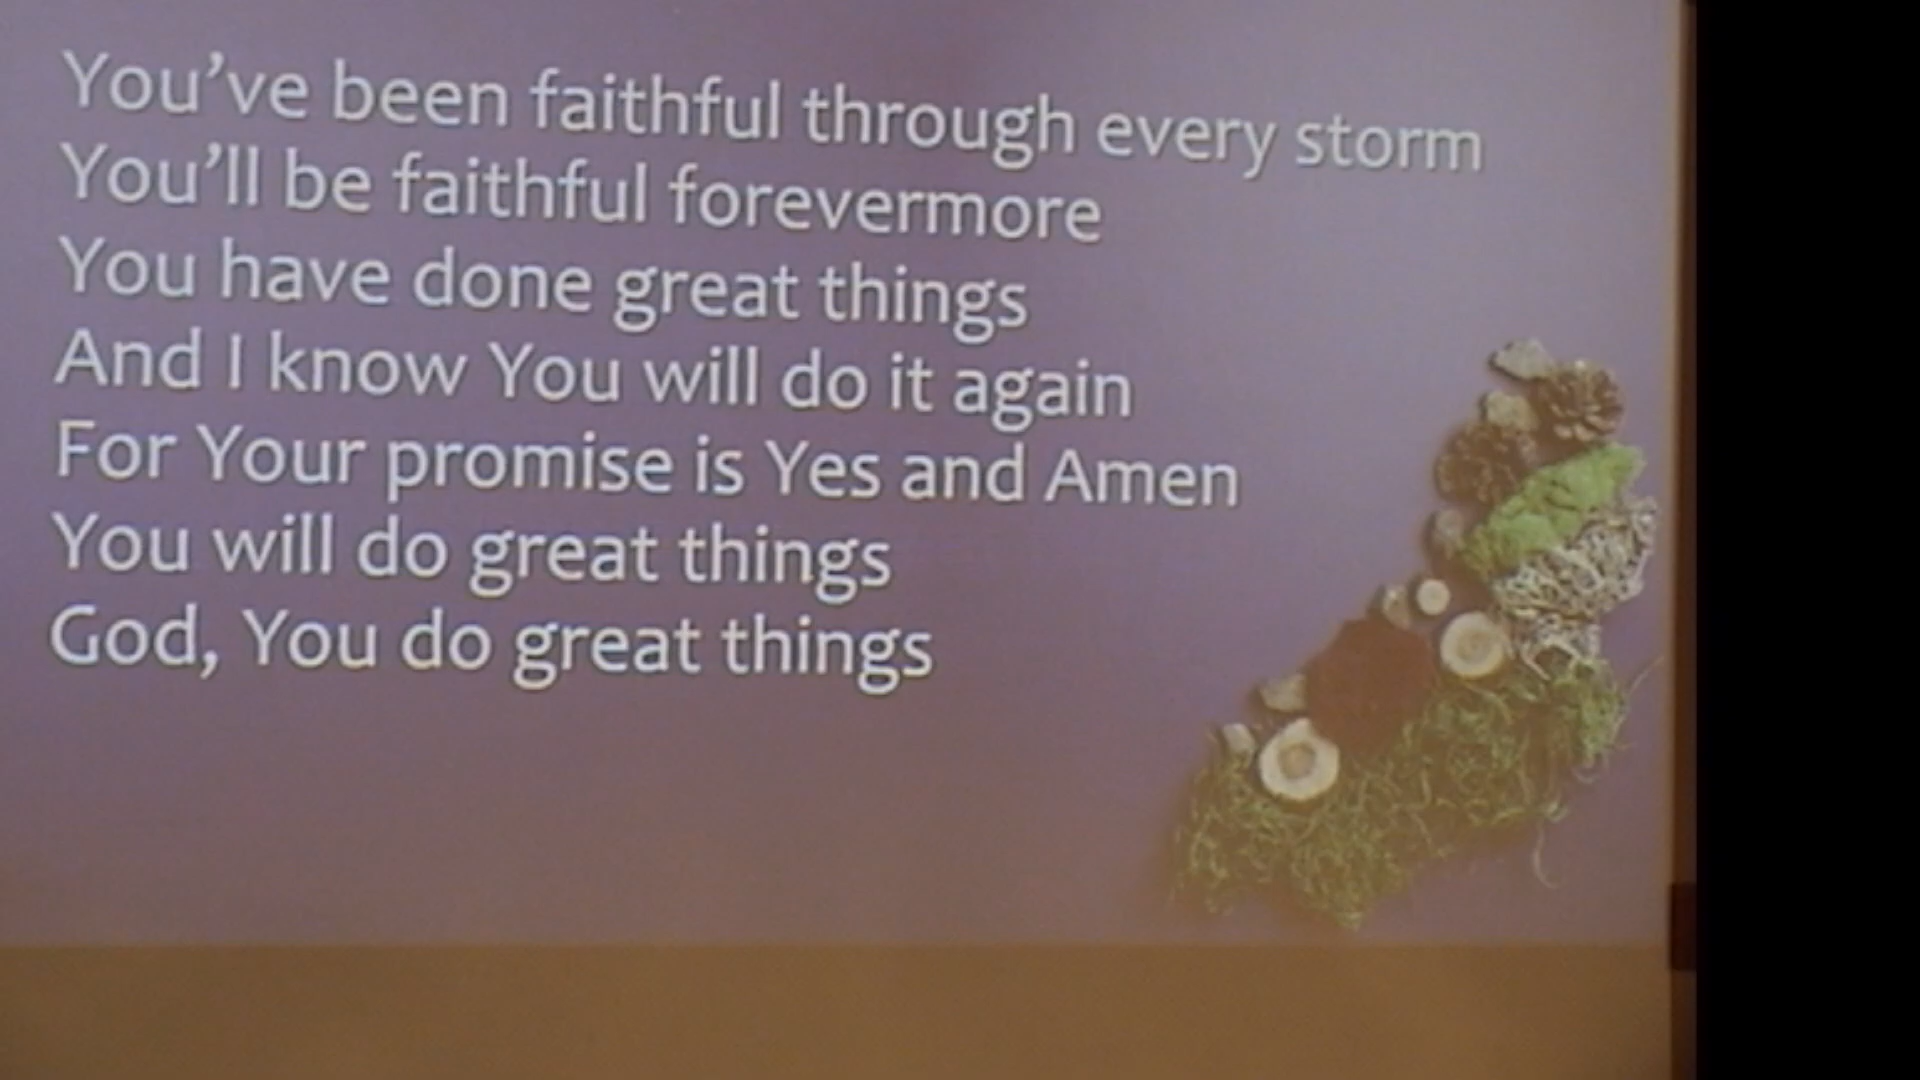 You've been faithful through every storm
You'll be faithful forevermore
You have done great things
And I know You will do it again
For Your promise is Yes and Amen
You will do great things
God, You do great things